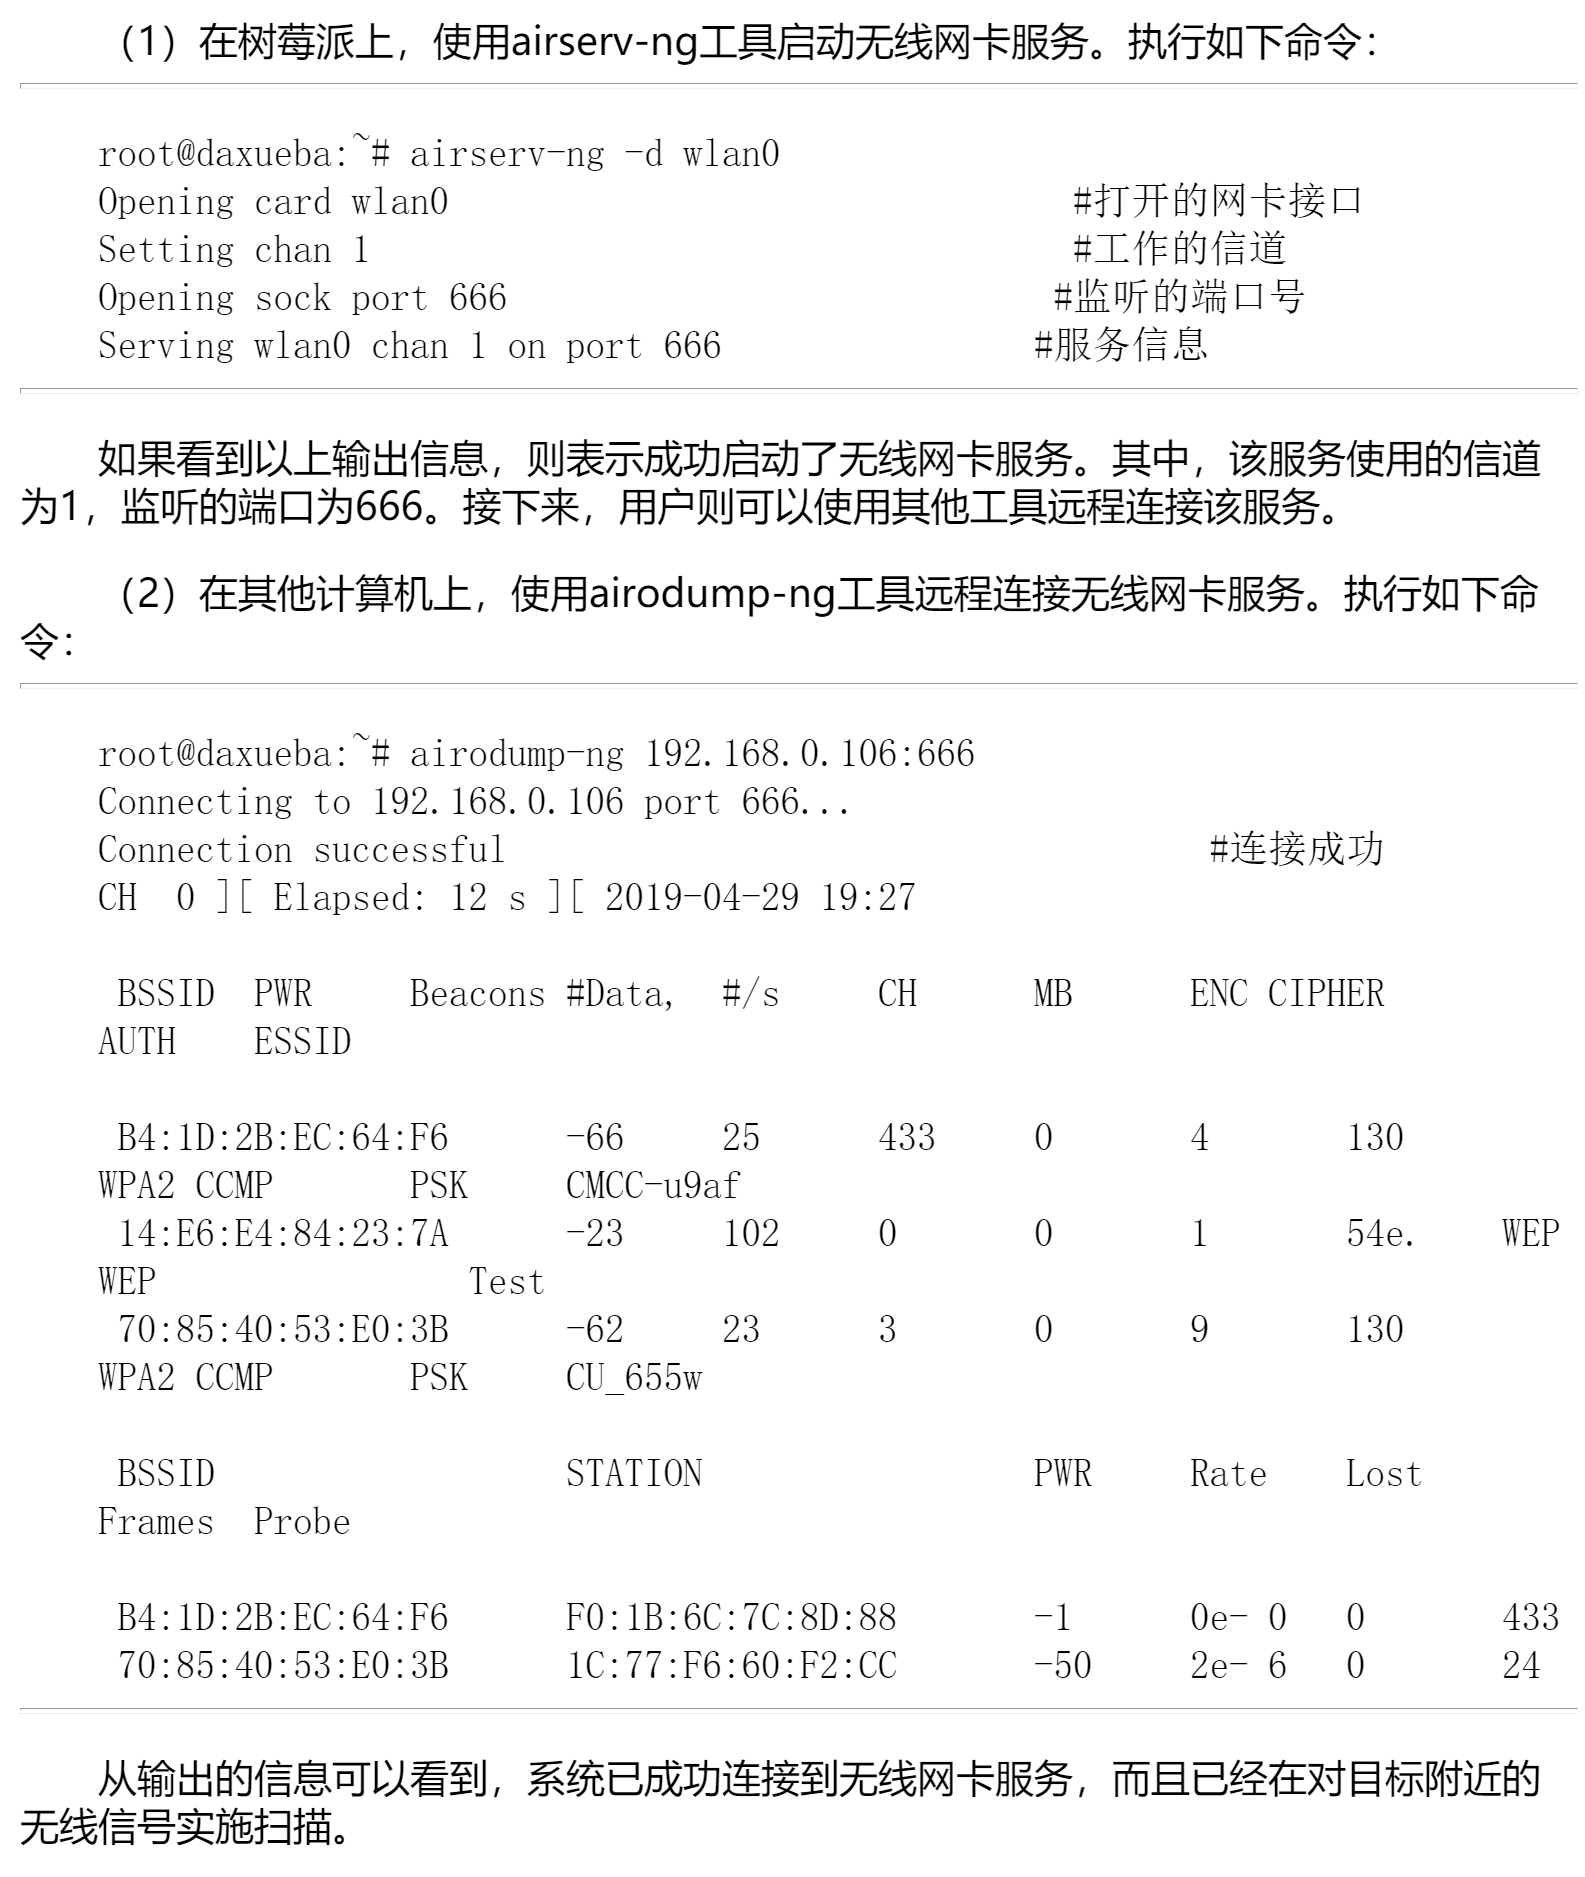 （1）在树莓派上，使用airserv-ng工具启动无线网卡服务。执行如下命令：
root@daxueba:~# airserv-ng -d wlan0
Opening card wlan0 #打开的网卡接口
Setting chan 1 #工作的信道
Opening sock port 666 #监听的端口号
Serving wlan0 chan 1 on port 666 #服务信息
如果看到以上输出信息，则表示成功启动了无线网卡服务。其中，该服务使用的信道
为1，监听的端口为666。接下来，用户则可以使用其他工具远程连接该服务。
（2）在其他计算机上，使用airodump-ng工具远程连接无线网卡服务。执行如下命
令：
root@daxueba:~# airodump-ng 192.168.0.106:666
Connecting to 192.168.0.106 port 666...
Connection successful #连接成功
CH  0 ][ Elapsed: 12 s ][ 2019-04-29 19:27
BSSID PWR Beacons #Data, #/s CH MB ENC CIPHER
AUTH ESSID
B4:1D:2B:EC:64:F6 -66 25 433 0 4 130
WPA2 CCMP PSK CMCC-u9af
14:E6:E4:84:23:7A -23 102 0 0 1 54e. WEP
WEP Test
70:85:40:53:E0:3B -62 23 3 0 9 130
WPA2 CCMP PSK CU_655w
BSSID STATION PWR Rate Lost
Frames Probe
B4:1D:2B:EC:64:F6 F0:1B:6C:7C:8D:88 -1 0e- 0 0 433
70:85:40:53:E0:3B 1C:77:F6:60:F2:CC -50 2e- 6 0 24
从输出的信息可以看到，系统已成功连接到无线网卡服务，而且已经在对目标附近的
无线信号实施扫描。